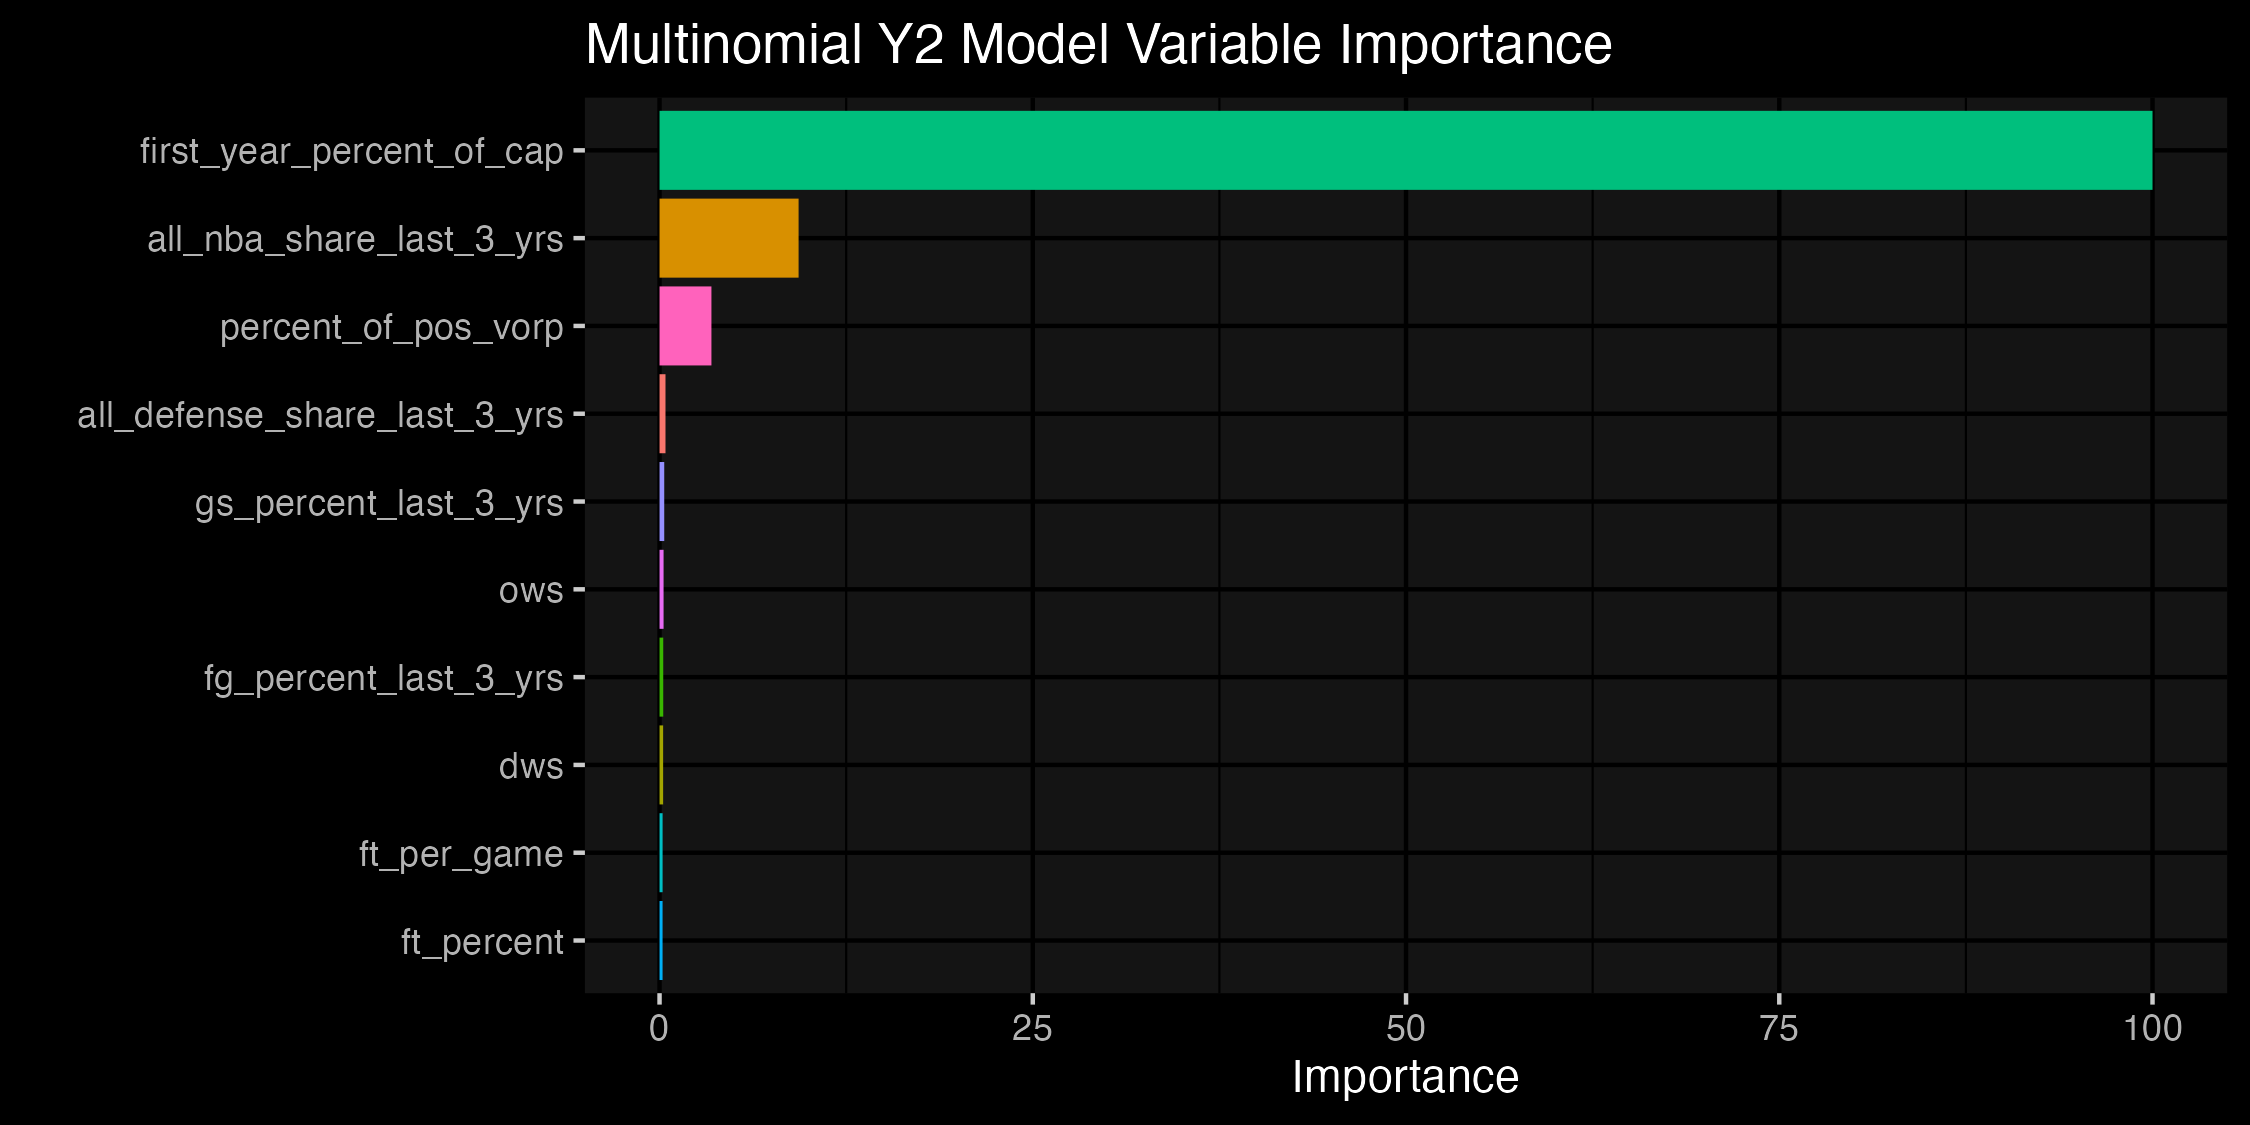 Multinomial Y2 Model Variable Importance
first_year_percent_of_cap
all_nba_share_last_3_yrs
percent_of_pos_vorp
all_defense_share_last_3_yrs
gs_percent_last_3_yrs
ows
fg_percent_last_3_yrs
dws
ft_per_game
ft_percent
0 25 50 75 100
Importance